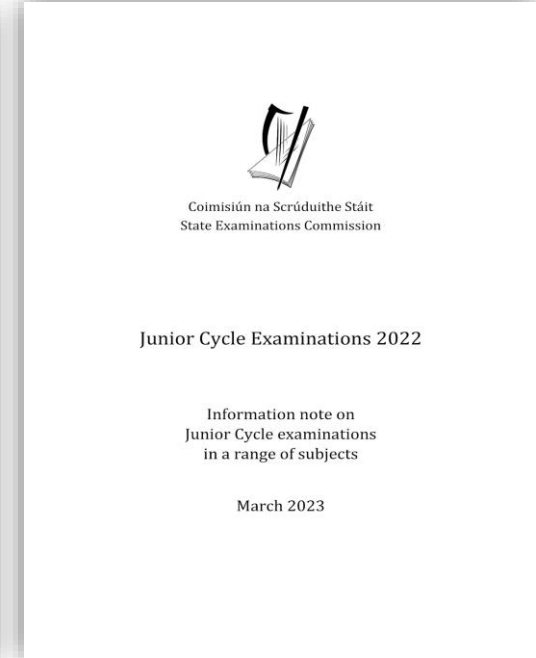 Coimisiún na Scrúduithe Stáit
State Examinations Commission
Junior Cycle Examinations 2022
Information note on
Junior Cycle examinations
in a range of subjects
March 2023